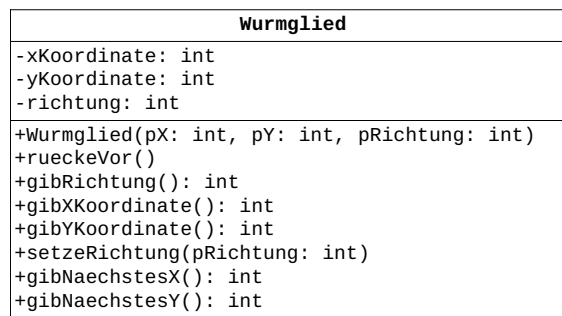 Wurmglied
-xKoordinate: int
-yKoordinate: int
-richtung: int
+Wurmglied(pX: int, pY: int, pRichtung: int)
+rueckeVor()
+gibRichtung(): int
+gibXKoordinate(): int
+gibYKoordinate(): int
+setzeRichtung(pRichtung: int)
+gibNaechstesX(): int
+gibNaechstesY(): int